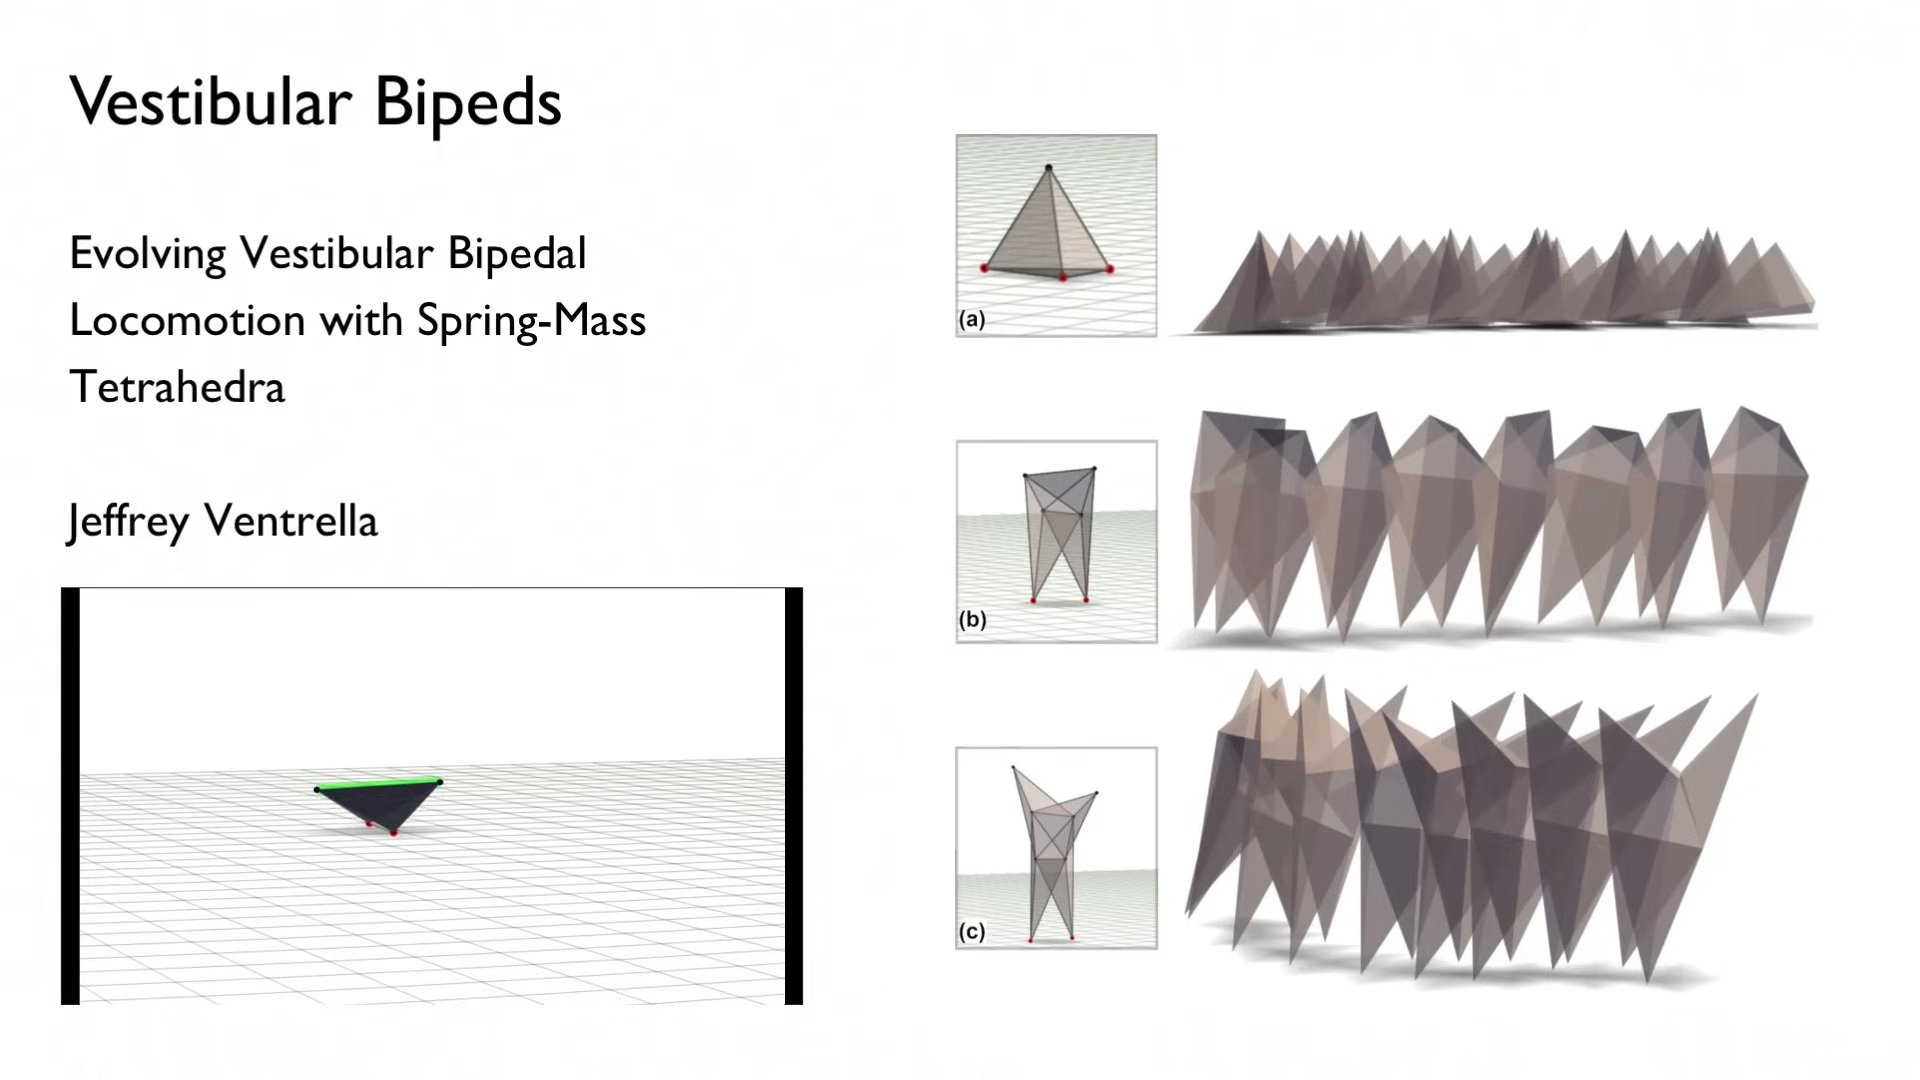 Vestibular Bipeds
Evolving Vestibular Bipedal
Locomotion with Spring-Mass
Tetrahedra
Jeffrey Ventrella
(a)
(b)
(c)